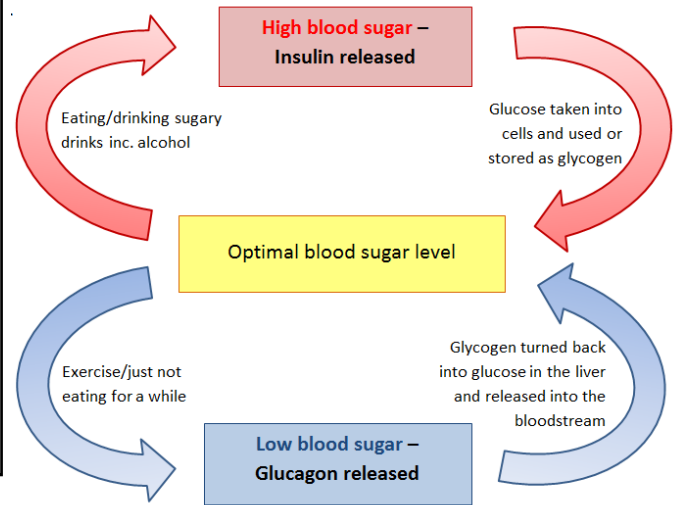 High blood sugar –
Insulin released
Eating/drinking sugary
drinks inc. alcohol
Glucose taken into
cells and used or
stored as glycogen
Optimal blood sugar level
Exercise/just not
eating for a while
Glycogen turned back
into glucose in the liver
and released into the
bloodstream
Low blood sugar –
Glucagon released